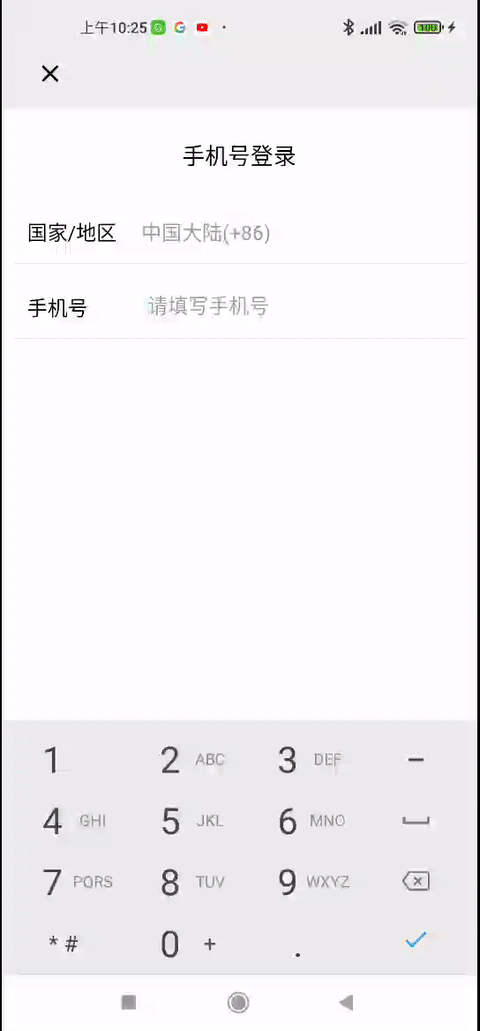 上午10:25
手机号登录
国家/地区 中国大陆(+86)
手机号 请填写手机号
1 2 ABC 3 DEF −
4 GHI 5 JKL 6 MNO
7 PQRS 8 TUV 9 WXYZ
* # 0 + .